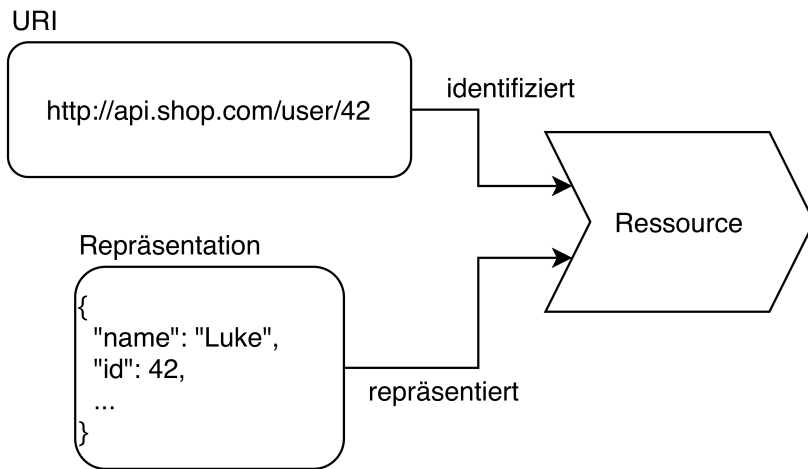 URI
http://api.shop.com/user/42
identifiziert
Ressource
Repräsentation
{
"name": "Luke",
"id": 42,
...
}
repräsentiert